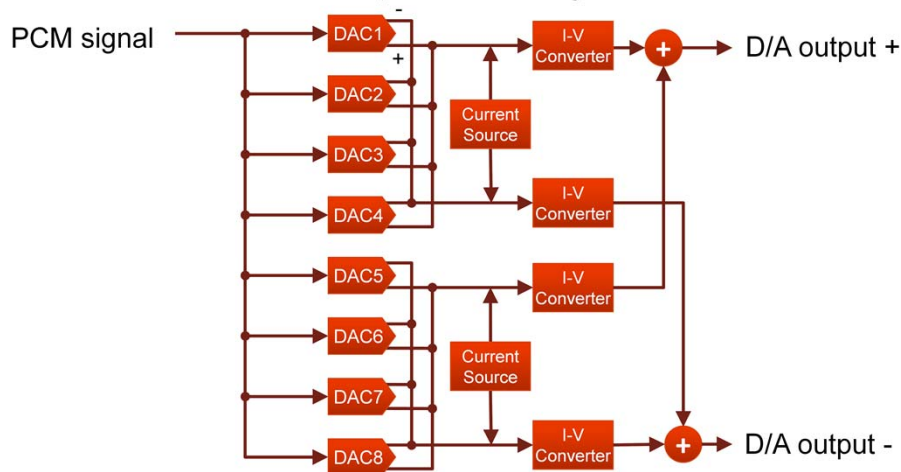 -
PCM signal
DAC1
I-V
Converter
+
D/A output +
+
DAC2
Current
Source
DAC3
DAC4
I-V
Converter
DAC5
I-V
Converter
DAC6
Current
Source
DAC7
DAC8
I-V
Converter
+
D/A output -